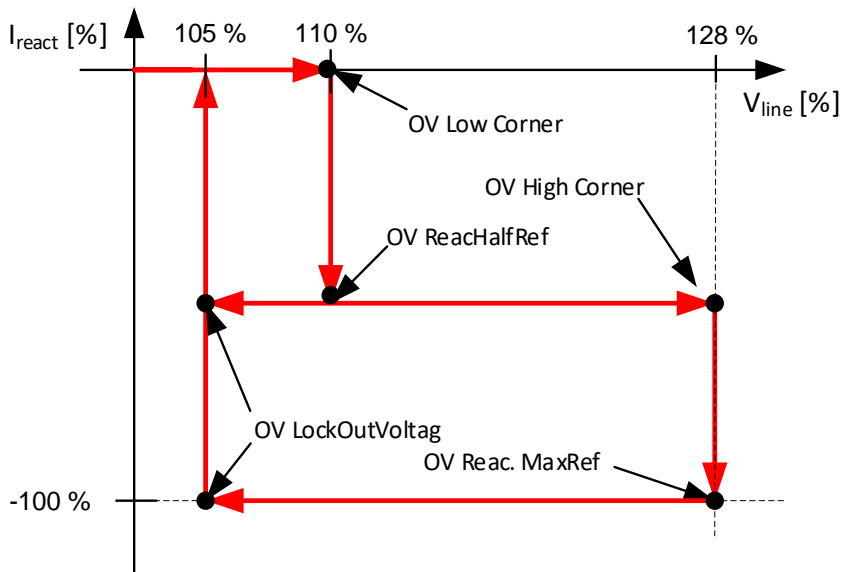 I_react [%]
105 %
110 %
128 %
V_line [%]
OV Low Corner
OV High Corner
OV ReacHalfRef
OV LockOutVoltag
OV Reac. MaxRef
-100 %